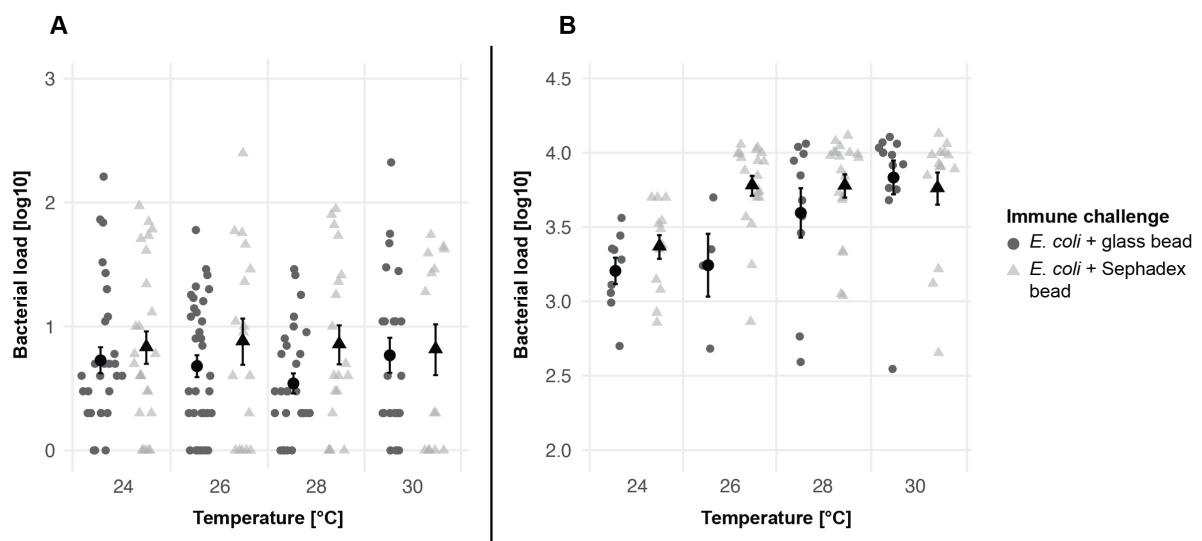 A
B
Bacterial load [log10]
3
2
1
0
24
26
28
30
Temperature [°C]
Bacterial load [log10]
4.5
4.0
3.5
3.0
2.5
2.0
24
26
28
30
Temperature [°C]
Immune challenge
E. coli + glass bead
E. coli + Sephadex
bead